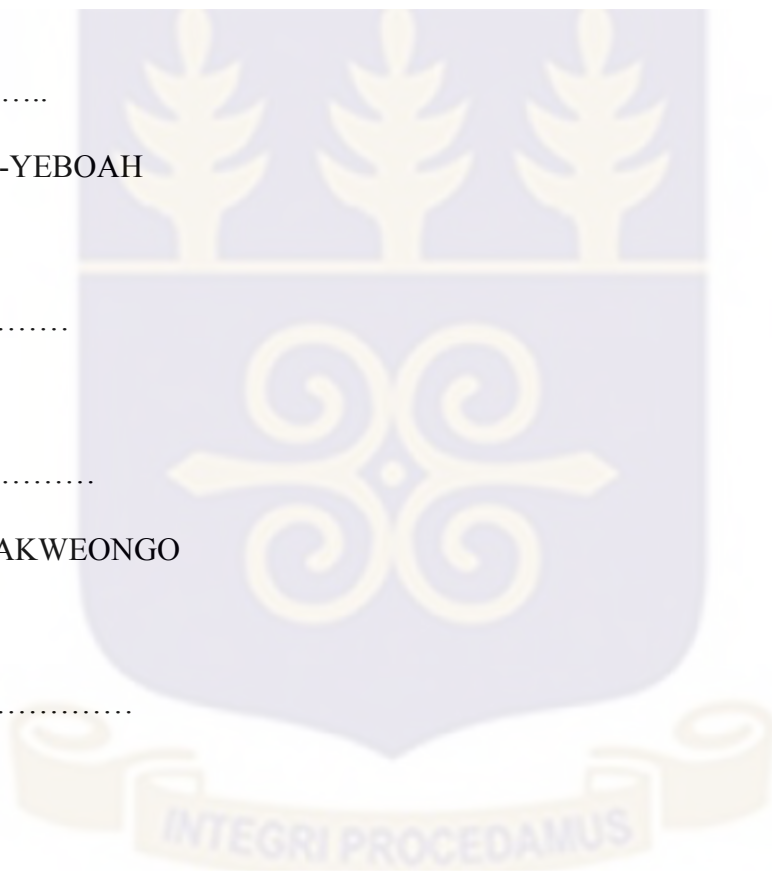 …..
-YEBOAH
……
………
AKWEONGO
…………
INTEGRI PROCEDAMUS